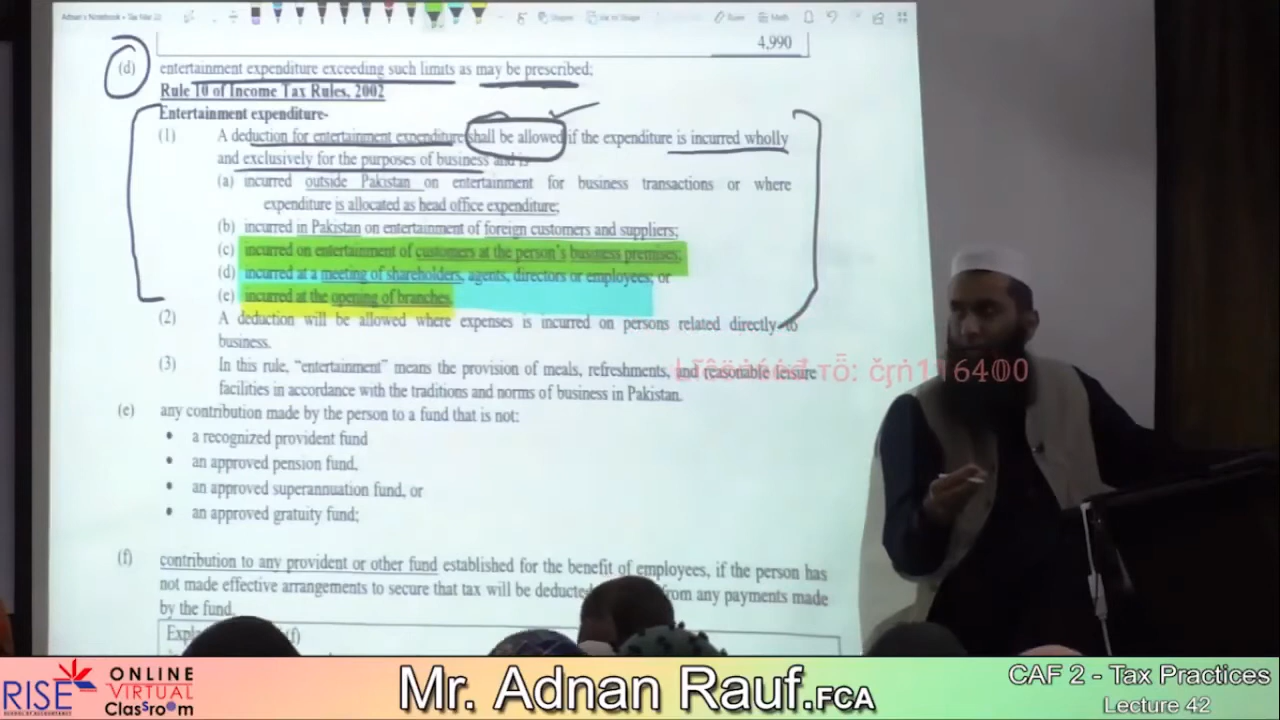 Adnan's Notebook - Tax Mar 22
Shapes
Ink to Shape
Ruler
Math
4,990
(d) entertainment expenditure exceeding such limits as may be prescribed;
Rule 10 of Income Tax Rules, 2002
Entertainment expenditure-
(1) A deduction for entertainment expenditure shall be allowed if the expenditure is incurred wholly
and exclusively for the purposes of business and is
(a) incurred outside Pakistan on entertainment for business transactions or where
expenditure is allocated as head office expenditure;
(b) incurred in Pakistan on entertainment of foreign customers and suppliers;
(c) incurred on entertainment of customers at the person's business premises;
(d) incurred at a meeting of shareholders, agents, directors or employees; or
(e) incurred at the opening of branches.
(2) A deduction will be allowed where expenses is incurred on persons related directly to
business.
(3) In this rule, "entertainment" means the provision of meals, refreshments, and reasonable leisure
facilities in accordance with the traditions and norms of business in Pakistan.
(e) any contribution made by the person to a fund that is not:
• a recognized provident fund
• an approved pension fund,
• an approved superannuation fund, or
• an approved gratuity fund;
(f) contribution to any provident or other fund established for the benefit of employees, if the person has
not made effective arrangements to secure that tax will be deducted from any payments made
by the fund.
(f)
RISE
ONLINE
VIRTUAL
Classroom
Mr. Adnan Rauf.FCA
CAF 2 - Tax Practices
Lecture 42